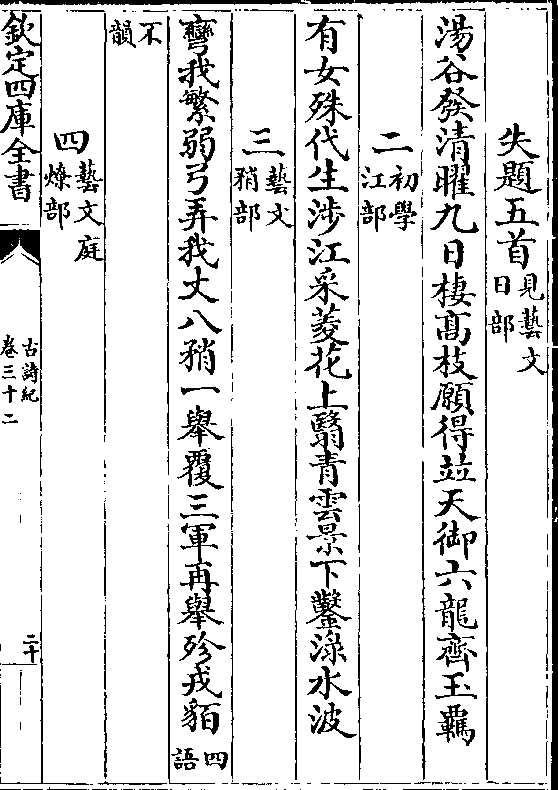 失題五首見藝文日部
湯谷發清曜九日棲髙枝願得竝天御六龍齊玉羈
二初學江部
有女殊代生涉江采菱花上翳青雲景下鑿淥水波
三藝文矟部
彎我繁弱弓弄我丈八矟一舉覆三軍再舉殄戎貊四語
不韻
四藝文庭燎部
欽定四庫全書
古詩紀
卷三十二
二十